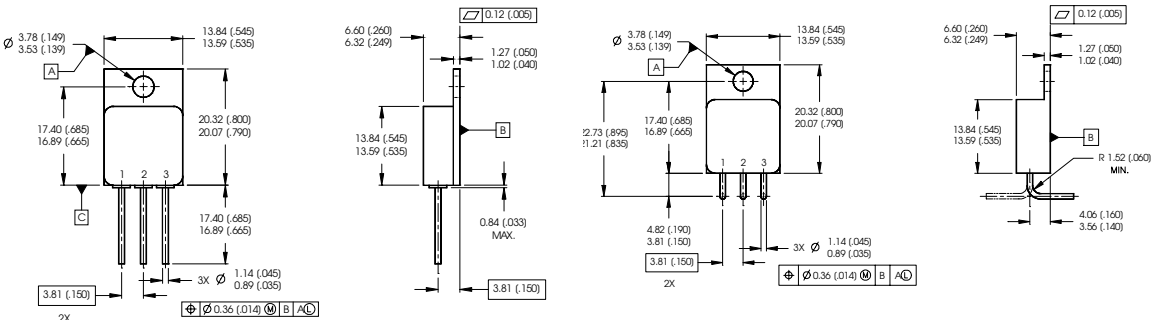 0.12 (.005)
6.60 (.260)
6.32 (.249)
13.84 (.545)
13.59 (.535)
Ø 3.78 (.149)
3.53 (.139)
1.27 (.050)
1.02 (.040)
A
17.40 (.685)
16.89 (.665)
20.32 (.800)
20.07 (.790)
13.84 (.545)
13.59 (.535)
B
1 2 3
C
17.40 (.685)
16.89 (.665)
0.84 (.033)
MAX.
3X Ø 1.14 (.045)
0.89 (.035)
3.81 (.150)
2X
⌖ Ø 0.36 (.014) Ⓜ B AⓁ
3.81 (.150)
0.12 (.005)
6.60 (.260)
6.32 (.249)
13.84 (.545)
13.59 (.535)
Ø 3.78 (.149)
3.53 (.139)
1.27 (.050)
1.02 (.040)
A
17.40 (.685)
16.89 (.665)
20.32 (.800)
20.07 (.790)
2.73 (.895)
1.21 (.835)
13.84 (.545)
13.59 (.535)
B
R 1.52 (.060)
MIN.
1 2 3
4.82 (.190)
3.81 (.150)
4.06 (.160)
3.56 (.140)
3X Ø 1.14 (.045)
0.89 (.035)
3.81 (.150)
2X
⌖ Ø 0.36 (.014) Ⓜ B AⓁ